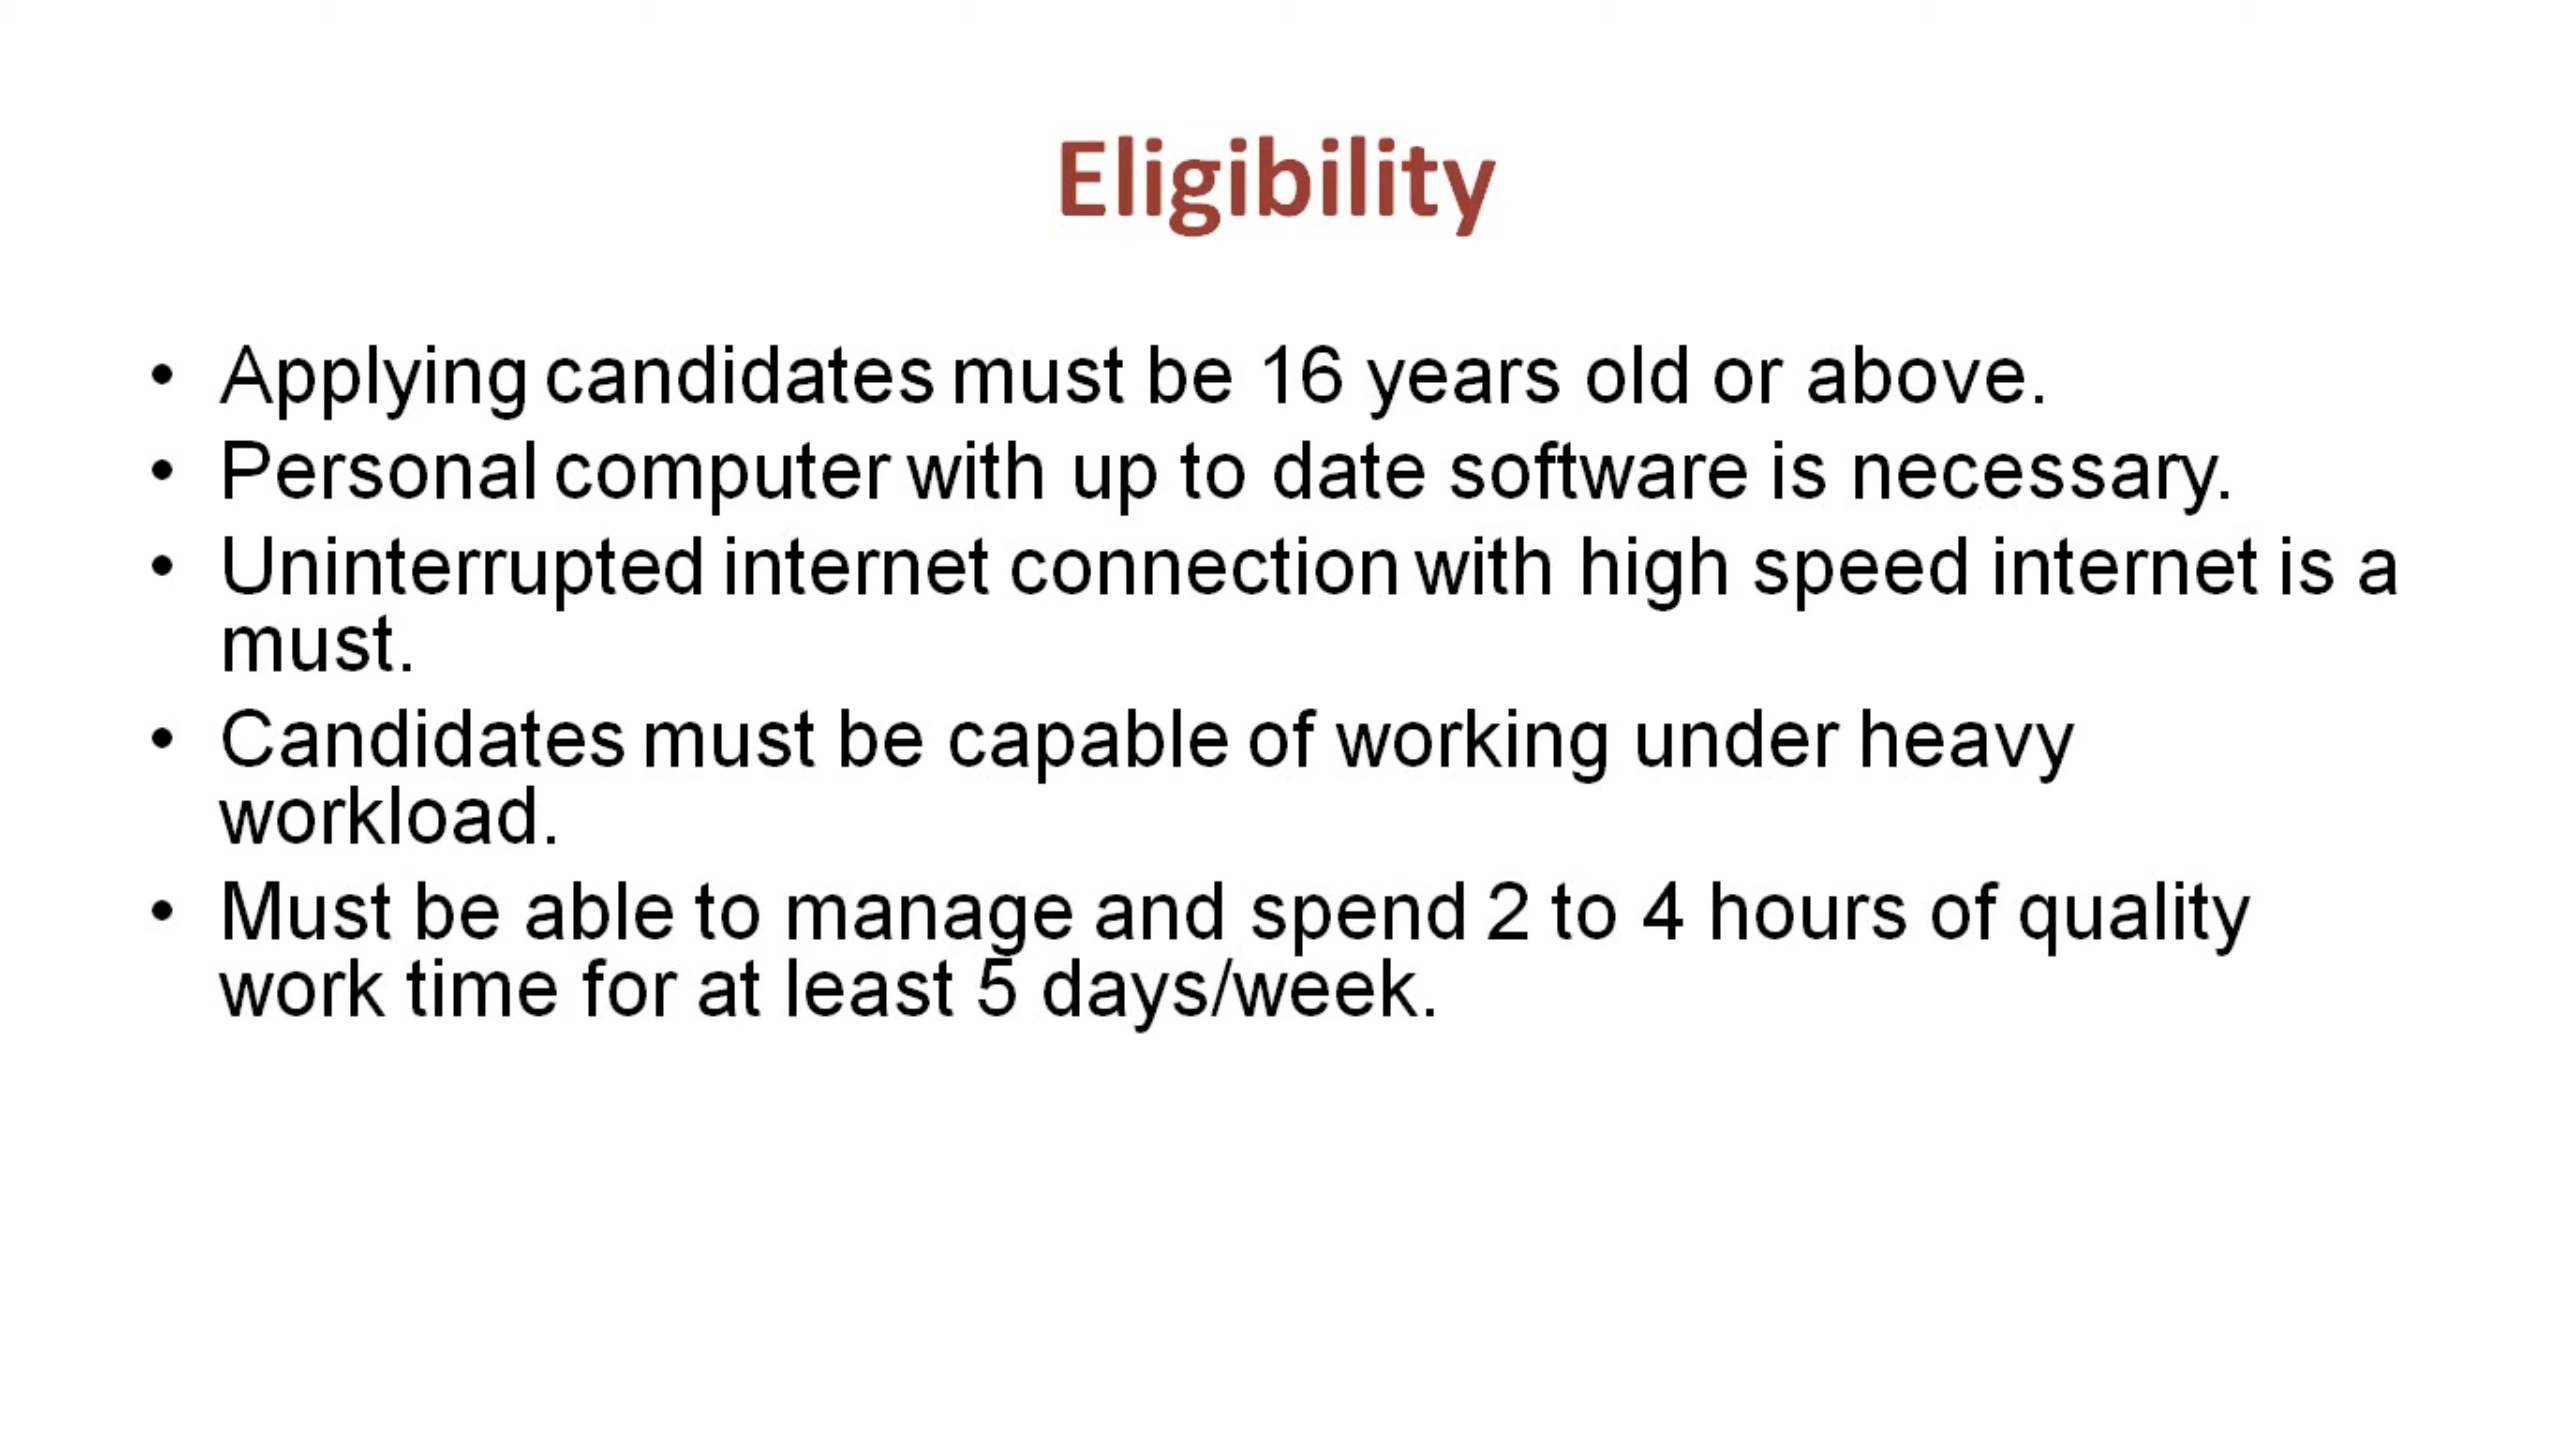 Eligibility
• Applying candidates must be 16 years old or above.
• Personal computer with up to date software is necessary.
• Uninterrupted internet connection with high speed internet is a
must.
• Candidates must be capable of working under heavy
workload.
• Must be able to manage and spend 2 to 4 hours of quality
work time for at least 5 days/week.